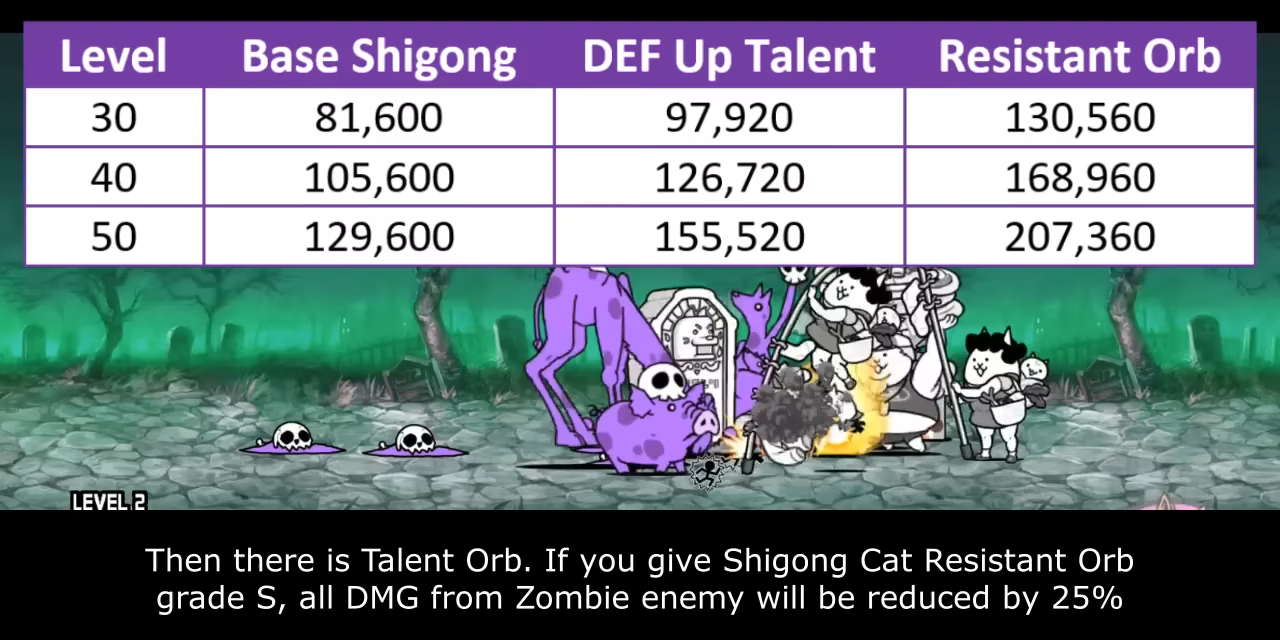 Level Base Shigong DEF Up Talent Resistant Orb
30 81,600 97,920 130,560
40 105,600 126,720 168,960
50 129,600 155,520 207,360
LEVEL 2
Then there is Talent Orb. If you give Shigong Cat Resistant Orb
grade S, all DMG from Zombie enemy will be reduced by 25%